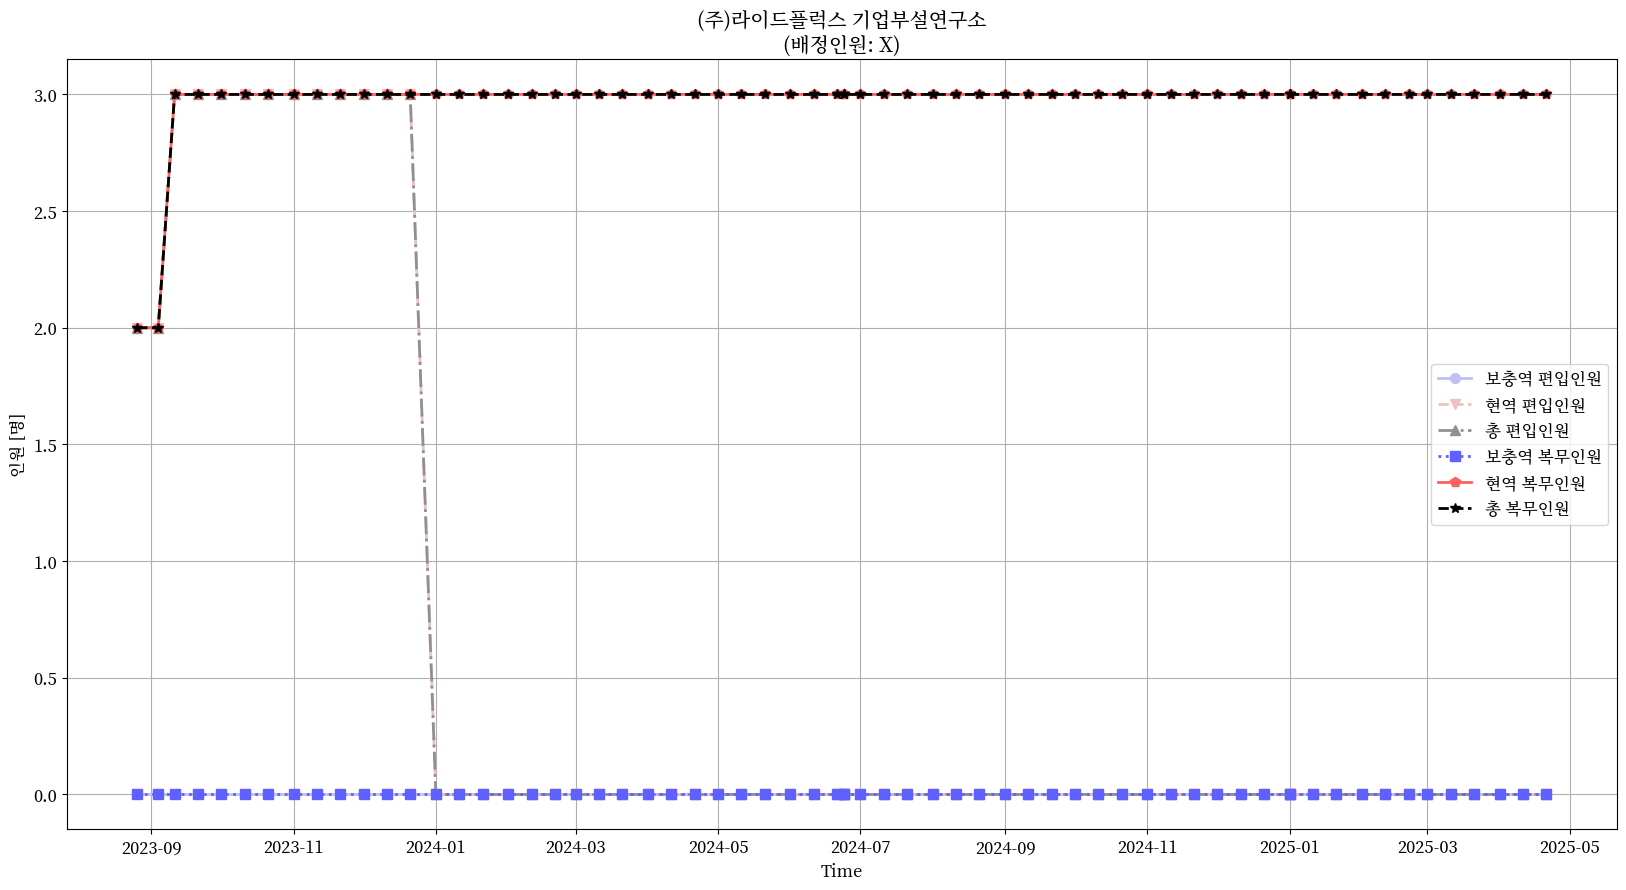 (주)라이드플럭스 기업부설연구소
(배정인원: X)
3.0
2.5
2.0
1.5
1.0
0.5
0.0
인원 [명]
보충역 편입인원
현역 편입인원
총 편입인원
보충역 복무인원
현역 복무인원
총 복무인원
2023-09
2023-11
2024-01
2024-03
2024-05
2024-07
2024-09
2024-11
2025-01
2025-03
2025-05
Time